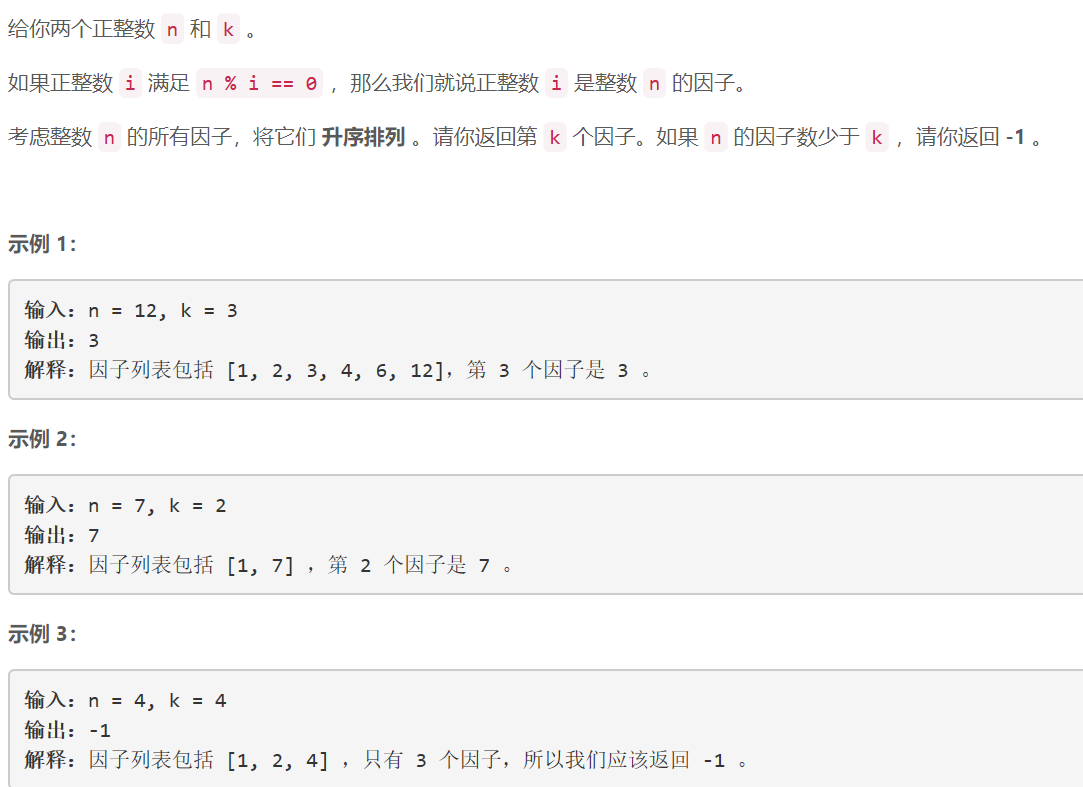 给你两个正整数 n 和 k 。
如果正整数 i 满足 n % i == 0 ，那么我们就说正整数 i 是整数 n 的因子。
考虑整数 n 的所有因子，将它们 升序排列 。请你返回第 k 个因子。如果 n 的因子数少于 k ，请你返回 -1 。
示例 1：
输入：n = 12, k = 3
输出：3
解释：因子列表包括 [1, 2, 3, 4, 6, 12]，第 3 个因子是 3 。
示例 2：
输入：n = 7, k = 2
输出：7
解释：因子列表包括 [1, 7] ，第 2 个因子是 7 。
示例 3：
输入：n = 4, k = 4
输出：-1
解释：因子列表包括 [1, 2, 4] ，只有 3 个因子，所以我们应该返回 -1 。